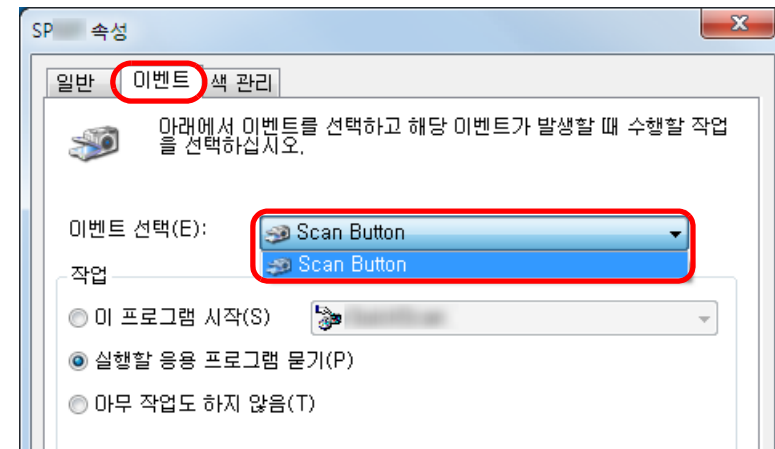 SP 속성
일반 이벤트 색 관리
아래에서 이벤트를 선택하고 해당 이벤트가 발생할 때 수행할 작업
을 선택하십시오.
이벤트 선택(E): Scan Button
Scan Button
작업
이 프로그램 시작(S)
실행할 응용 프로그램 묻기(P)
아무 작업도 하지 않음(T)